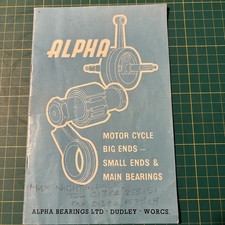 ALPHA
MOTOR CYCLE
BIG ENDS —
SMALL ENDS &
MAIN BEARINGS
ALPHA BEARINGS LTD · DUDLEY · WORCS.